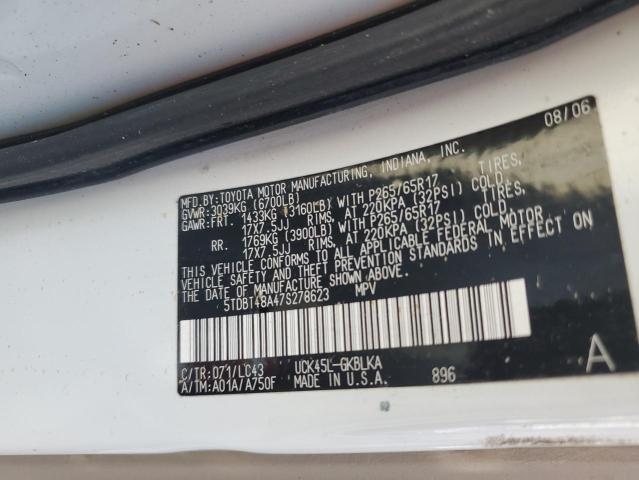 08/06
MFD.BY:TOYOTA MOTOR MANUFACTURING, INDIANA, INC.
GVWR:3039KG (6700LB)
GAWR:FRT. 1433KG (3160LB) WITH P265/65R17 TIRES,
17X7.5JJ RIMS, AT 220KPA (32PSI) COLD.
RR. 1769KG (3900LB) WITH P265/65R17 TIRES,
17X7.5JJ RIMS, AT 220KPA (32PSI) COLD.
THIS VEHICLE CONFORMS TO ALL APPLICABLE FEDERAL MOTOR
VEHICLE SAFETY AND THEFT PREVENTION STANDARDS IN EFFECT ON
THE DATE OF MANUFACTURE SHOWN ABOVE.
5TDBT48A47S278623 MPV
C/TR:071/LC43 UCK45L-GKBLKA A
A/TM:A01A/A750F MADE IN U.S.A. 896